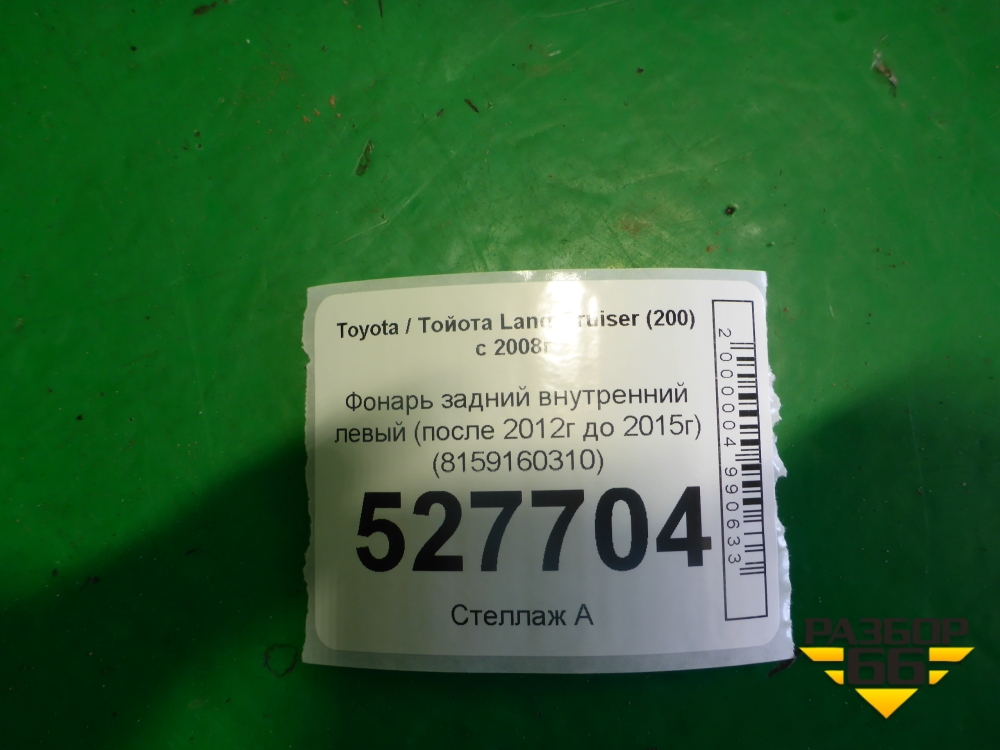 Toyota / Тойота Land Cruiser (200)
с 2008г
Фонарь задний внутренний
левый (после 2012г до 2015г)
(8159160310)
527704
Стеллаж А
2000004990633
РАЗБОР
66